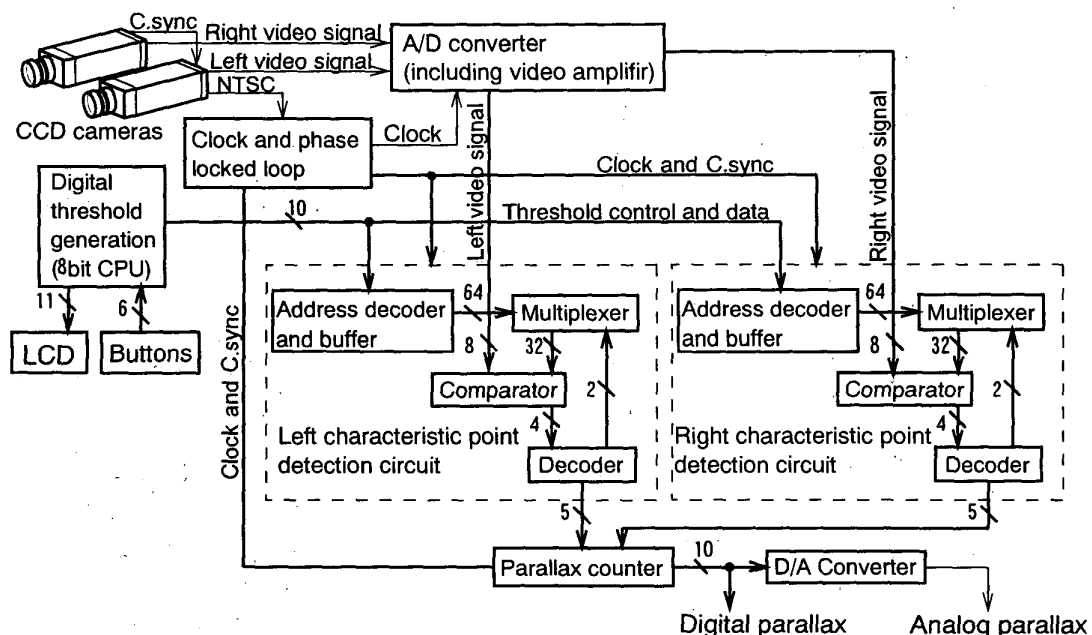 C.sync
Right video signal
Left video signal
NTSC
CCD cameras
A/D converter
(including video amplifir)
Clock and phase
locked loop
Clock
Left video signal
Right video signal
Clock and C.sync
Digital
threshold
generation
(8bit CPU)
10
Threshold control and data
11
6
LCD
Buttons
Clock and C.sync
Address decoder
and buffer
64
Multiplexer
8
32
Comparator
2
4
Left characteristic point
detection circuit
Decoder
5
Address decoder
and buffer
64
Multiplexer
8
32
Comparator
2
4
Right characteristic point
detection circuit
Decoder
5
Parallax counter
10
D/A Converter
Digital parallax
Analog parallax